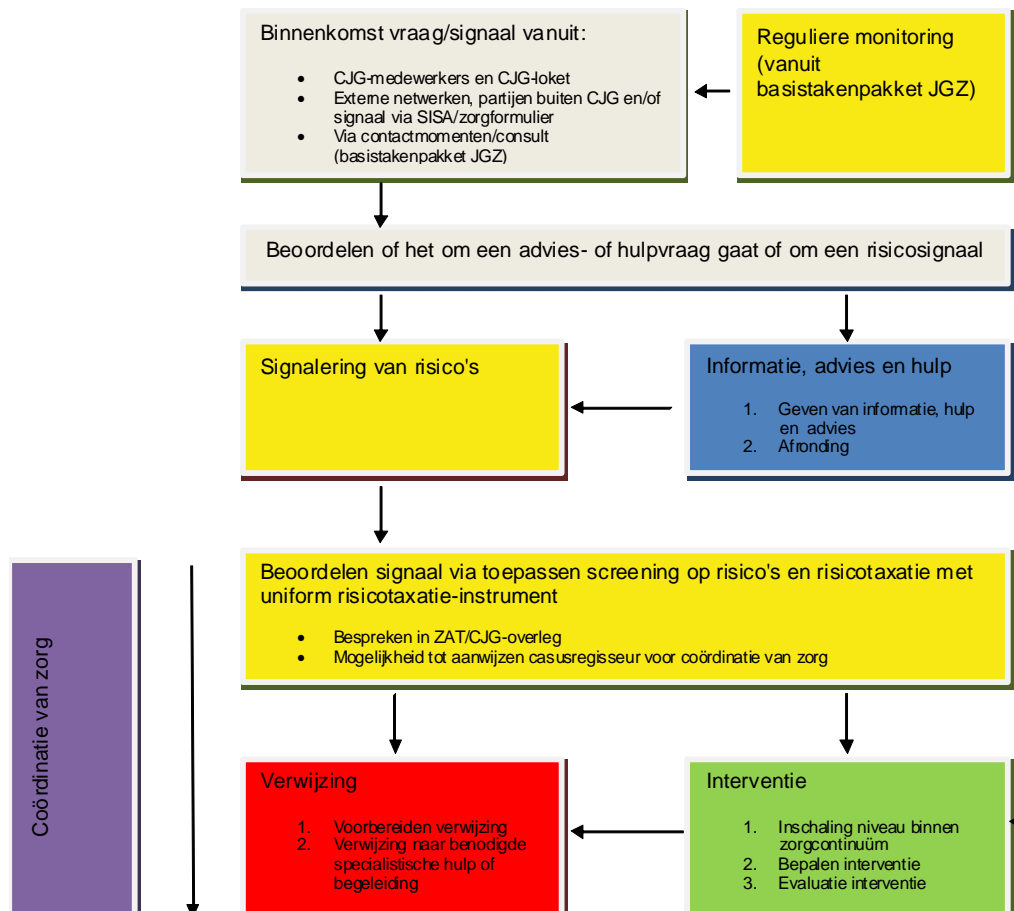 Binnenkomst vraag/signaal vanuit:
• CJG-medewerkers en CJG-loket
• Externe netwerken, partijen buiten CJG en/of
signaal via SISA/zorgformulier
• Via contactmomenten/consult
(basistakenpakket JGZ)
Reguliere monitoring
(vanuit
basistakenpakket JGZ)
Beoordelen of het om een advies- of hulpvraag gaat of om een risicosignaal
Signalering van risico's
Informatie, advies en hulp
1. Geven van informatie, hulp
en advies
2. Afronding
Beoordelen signaal via toepassen screening op risico's en risicotaxatie met
uniform risicotaxatie-instrument
• Bespreken in ZAT/CJG-overleg
• Mogelijkheid tot aanwijzen casusregisseur voor coördinatie van zorg
Coördinatie van zorg
Verwijzing
1. Voorbereiden verwijzing
2. Verwijzing naar benodigde
specialistische hulp of
begeleiding
Interventie
1. Inschaling niveau binnen
zorgcontinuüm
2. Bepalen interventie
3. Evaluatie interventie